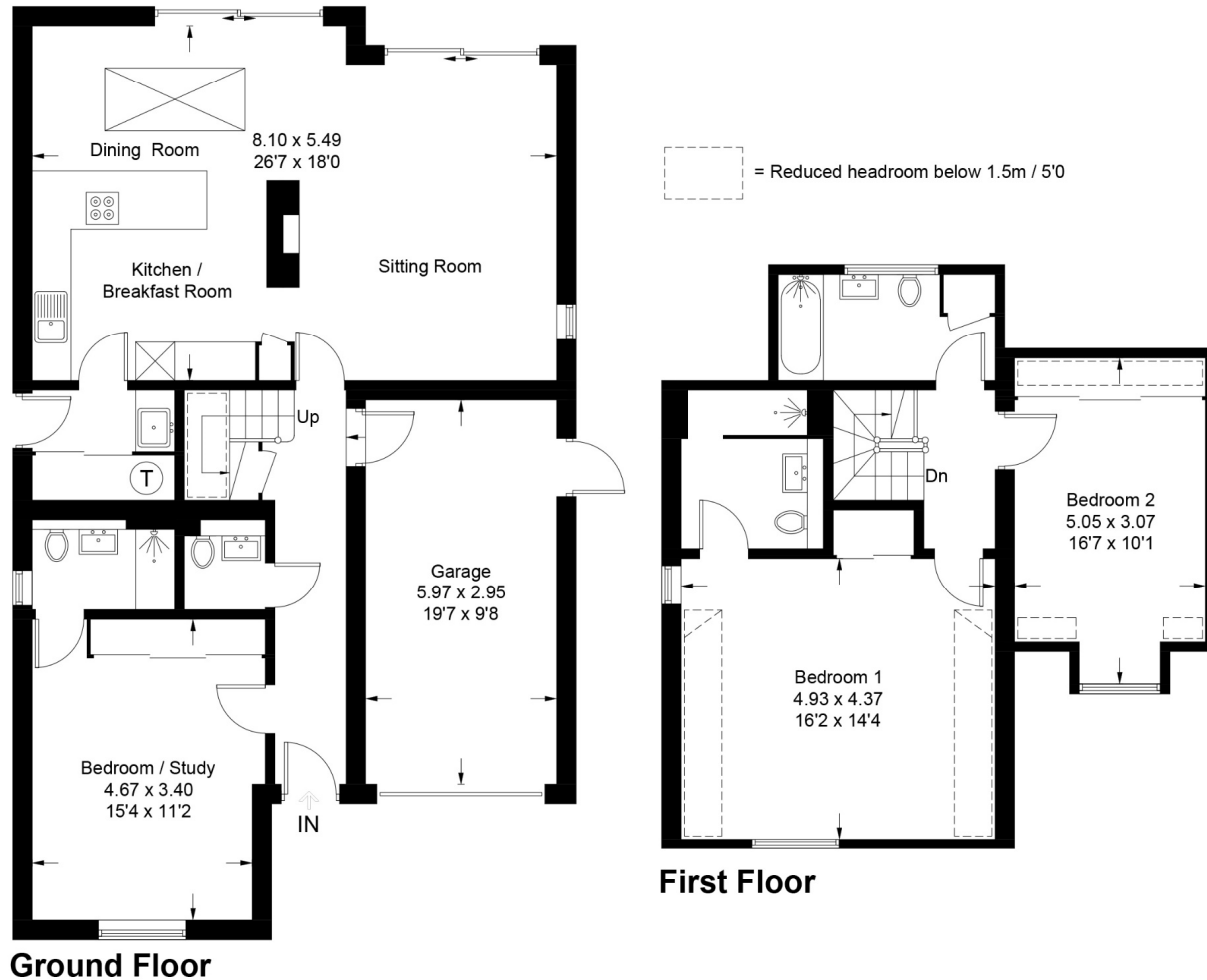 Dining Room
8.10 x 5.49
26'7 x 18'0
Kitchen /
Breakfast Room
Sitting Room
Up
T
Garage
5.97 x 2.95
19'7 x 9'8
Bedroom / Study
4.67 x 3.40
15'4 x 11'2
IN
Ground Floor
= Reduced headroom below 1.5m / 5'0
Dn
Bedroom 2
5.05 x 3.07
16'7 x 10'1
Bedroom 1
4.93 x 4.37
16'2 x 14'4
First Floor